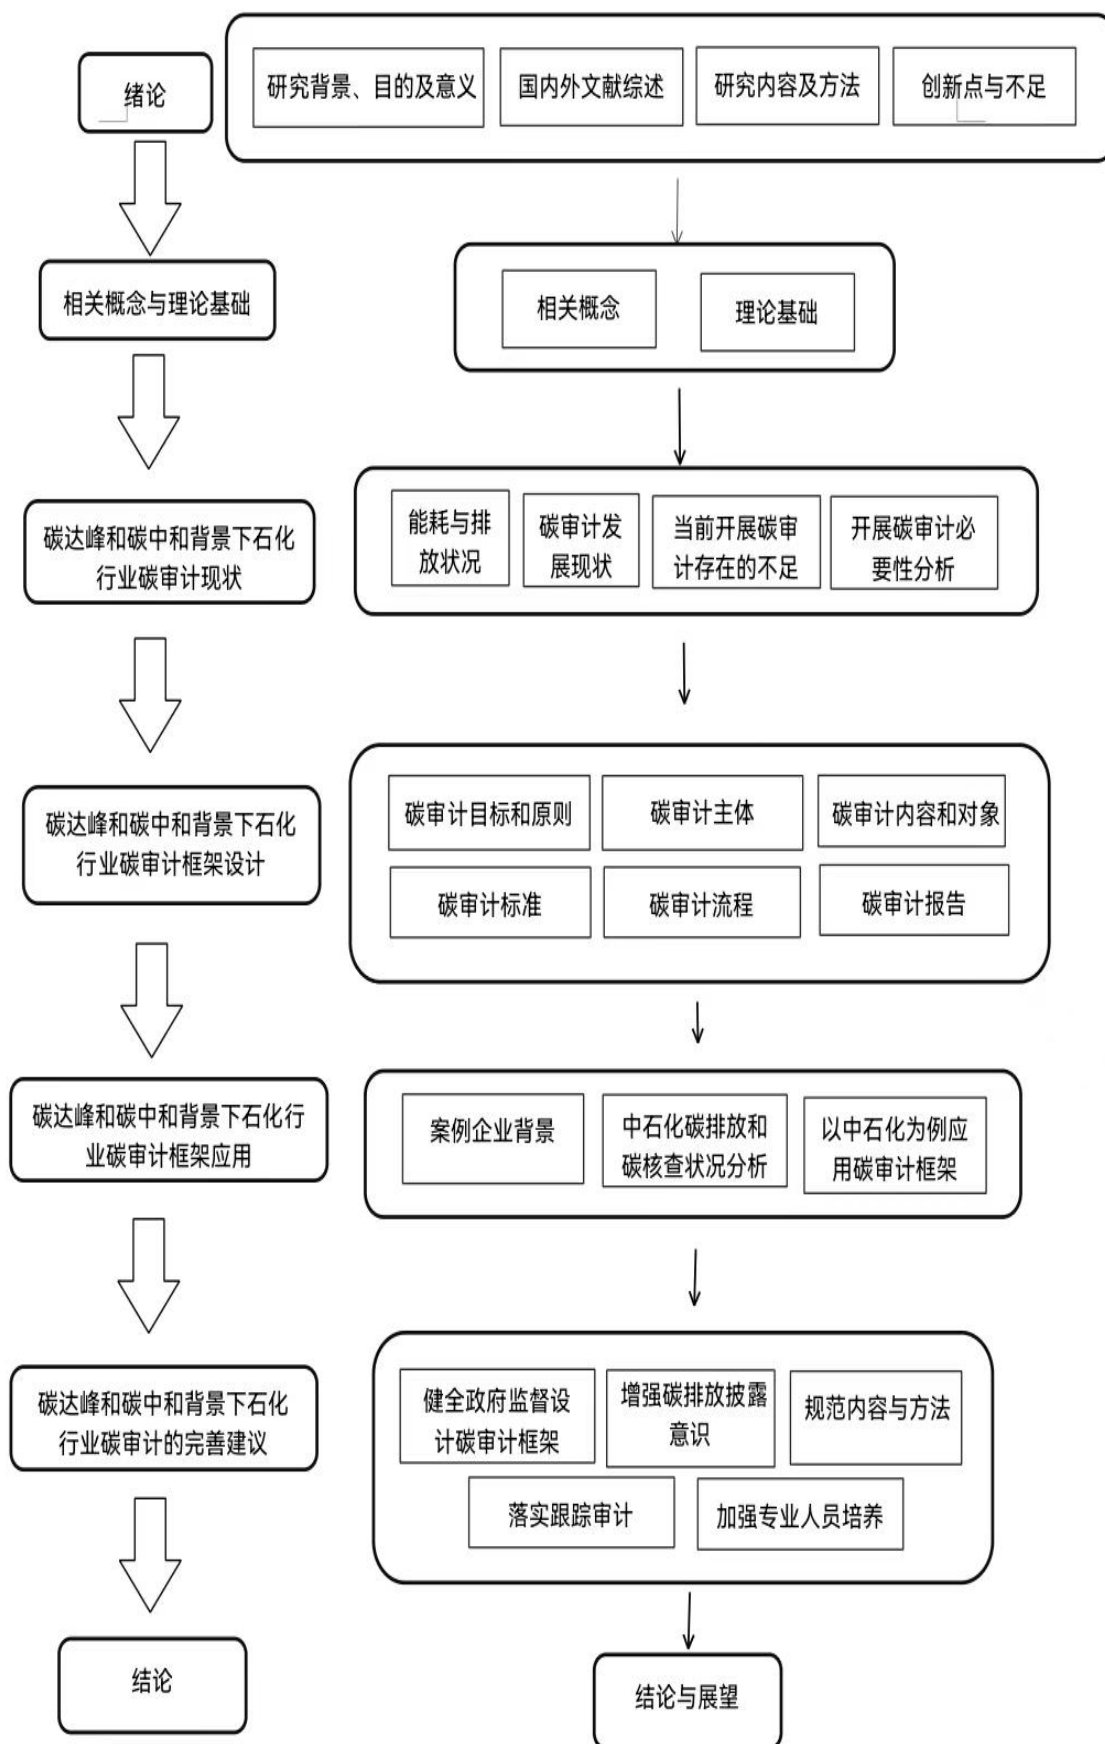 绪论
研究背景、目的及意义
国内外文献综述
研究内容及方法
创新点与不足
相关概念与理论基础
相关概念
理论基础
碳达峰和碳中和背景下石化
行业碳审计现状
能耗与排
放状况
碳审计发
展现状
当前开展碳审
计存在的不足
开展碳审计必
要性分析
碳达峰和碳中和背景下石化
行业碳审计框架设计
碳审计目标和原则
碳审计主体
碳审计内容和对象
碳审计标准
碳审计流程
碳审计报告
碳达峰和碳中和背景下石化行
业碳审计框架应用
案例企业背景
中石化碳排放和
碳核查状况分析
以中石化为例应
用碳审计框架
碳达峰和碳中和背景下石化
行业碳审计的完善建议
健全政府监督设
计碳审计框架
增强碳排放披露
意识
规范内容与方法
落实跟踪审计
加强专业人员培养
结论
结论与展望